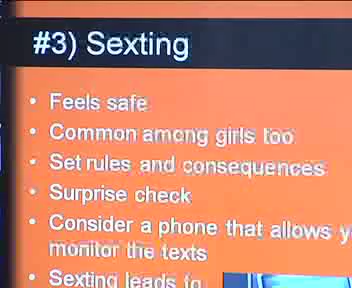 #3) Sexting
• Feels safe
• Common among girls too
• Set rules and consequences
• Surprise check
• Consider a phone that allows y
monitor the texts
• Sexting leads to